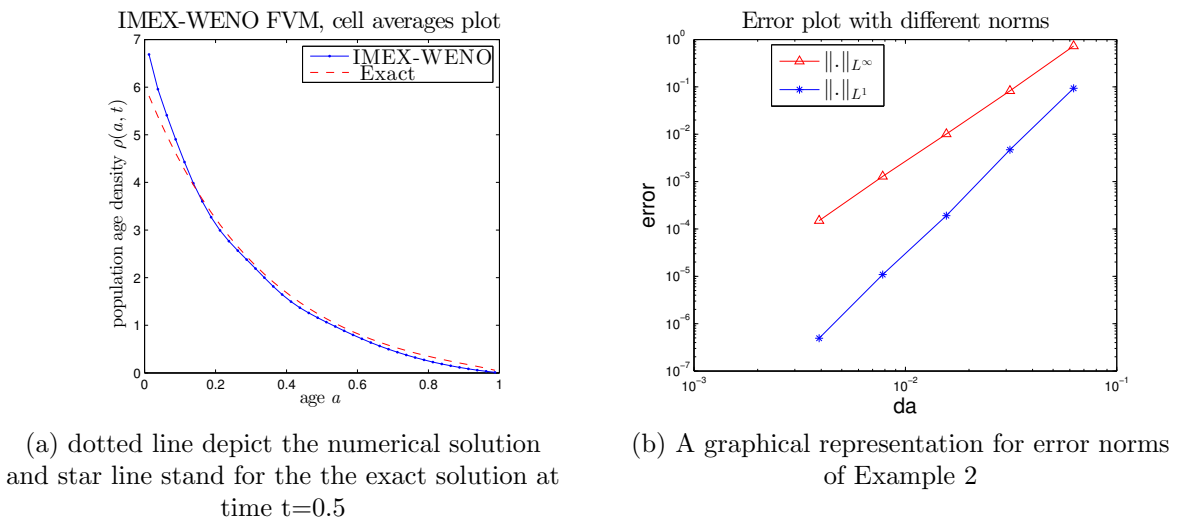 IMEX-WENO FVM, cell averages plot
7
6
5
4
3
2
1
0
population age density ρ(a, t)
IMEX-WENO
Exact
0
0.2
0.4
0.6
0.8
1
age a
(a) dotted line depict the numerical solution
and star line stand for the the exact solution at
time t=0.5
Error plot with different norms
10⁰
10⁻¹
10⁻²
10⁻³
10⁻⁴
10⁻⁵
10⁻⁶
10⁻⁷
error
‖.‖L∞
‖.‖L¹
10⁻³
10⁻²
10⁻¹
da
(b) A graphical representation for error norms
of Example 2